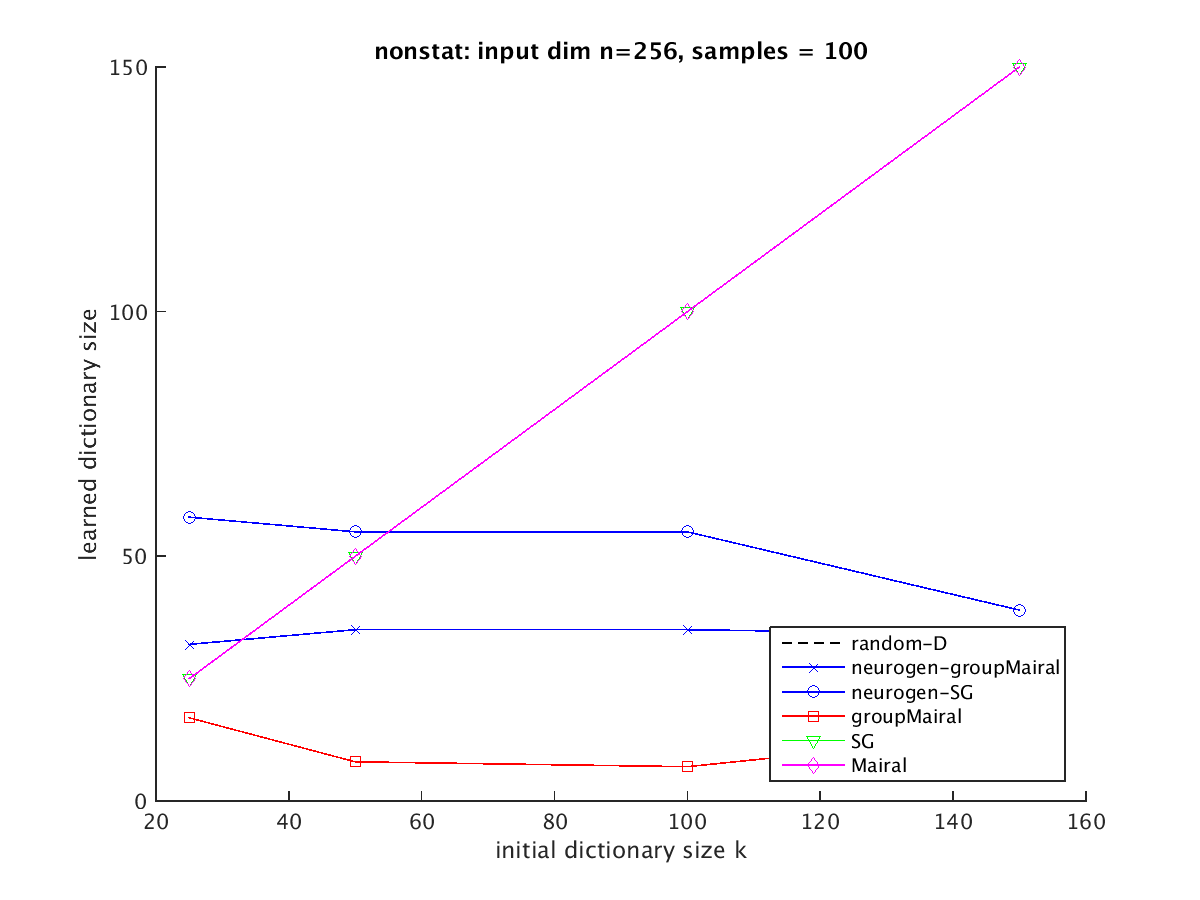 nonstat: input dim n=256, samples = 100
150
100
50
0
learned dictionary size
random-D
neurogen-groupMairal
neurogen-SG
groupMairal
SG
Mairal
20 40 60 80 100 120 140 160
initial dictionary size k